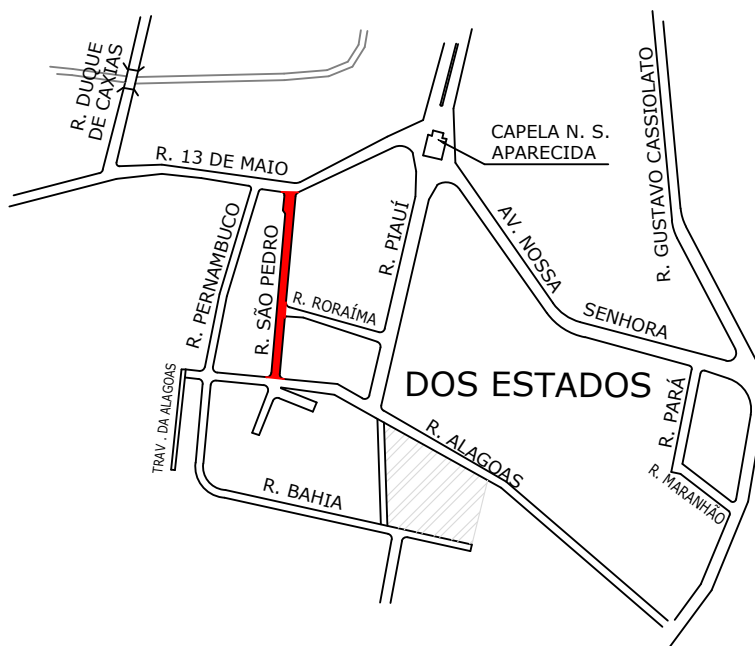 R. DUQUE
DE CAXIAS
R. 13 DE MAIO
CAPELA N. S.
APARECIDA
R. GUSTAVO CASSIOLATO
R. PERNAMBUCO
R. SÃO PEDRO
R. PIAUÍ
R. RORAÍMA
AV. NOSSA
SENHORA
DOS ESTADOS
TRAV . DA ALAGOAS
R. ALAGOAS
R. PARÁ
R. MARANHÃO
R. BAHIA